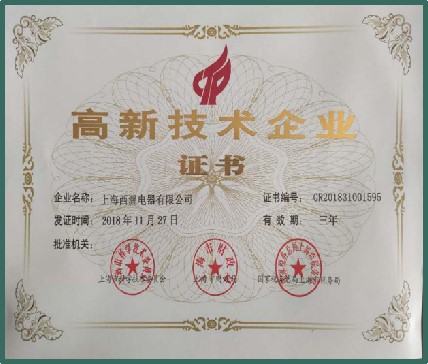 高新技术企业
证书
企业名称：上海西溯电器有限公司 证书编号：GR201831001595
发证时间：2018年11月27日 有效期：三年
批准机关：